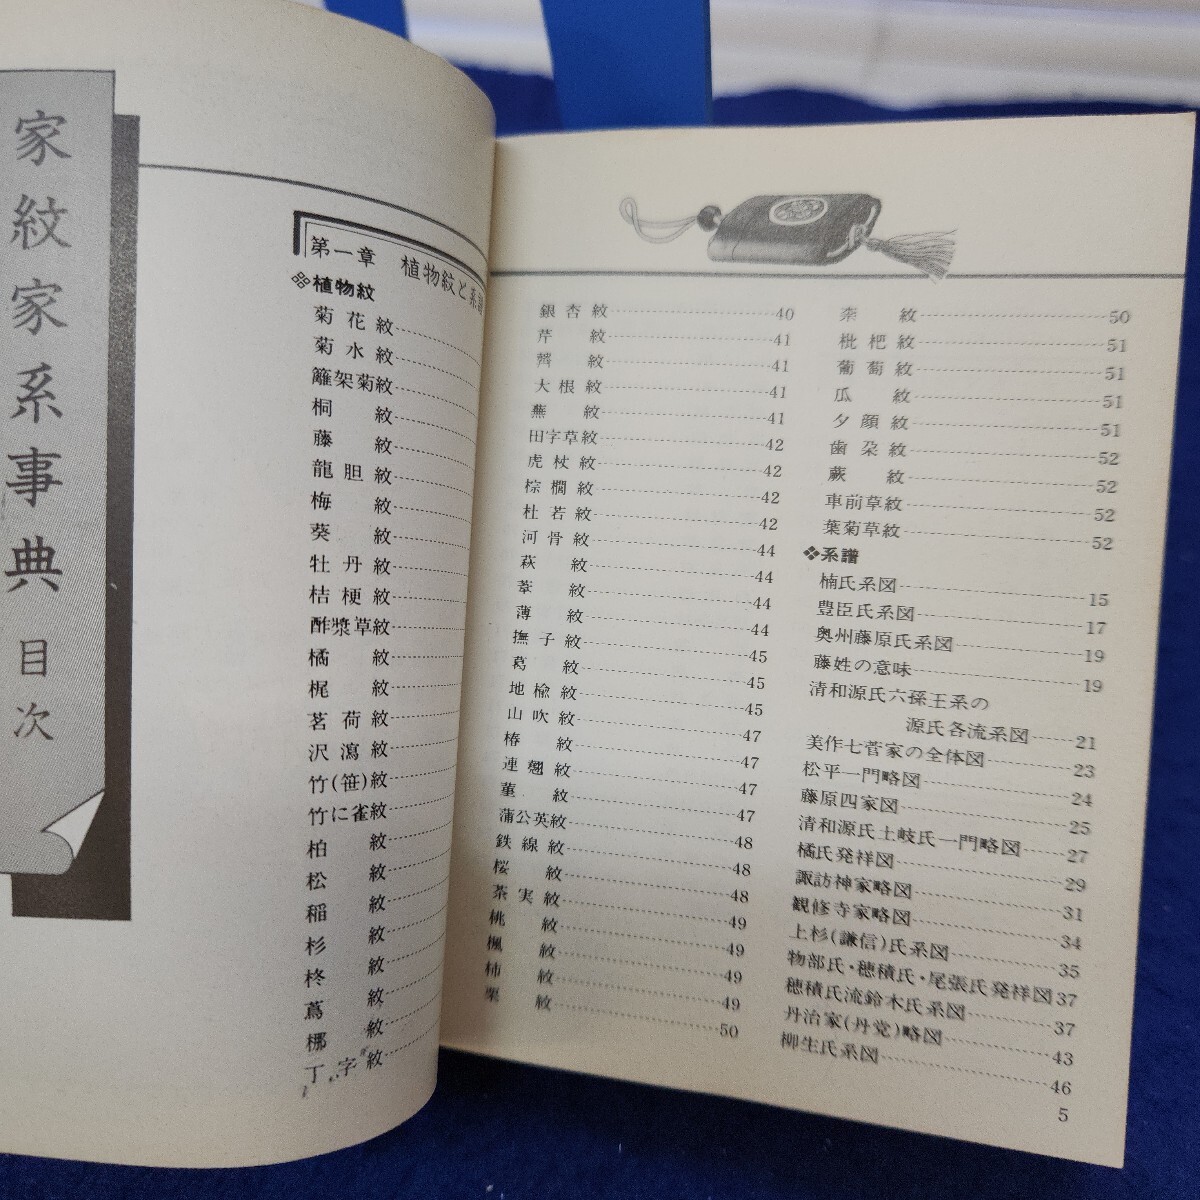 家紋家系事典 目次
第一章 植物紋と系譜
植物紋
菊花紋
菊水紋
籬架菊紋
桐紋
藤紋
龍胆紋
梅紋
葵紋
牡丹紋
桔梗紋
酢漿草紋
橘紋
梶紋
茗荷紋
沢瀉紋
竹(笹)紋
竹に雀紋
柏紋
松紋
稲紋
杉紋
柊紋
蔦紋
梛紋
丁字紋
銀杏紋 40
芹紋 41
薺紋 41
大根紋 41
蕪紋 41
田字草紋 42
虎杖紋 42
棕櫚紋 42
杜若紋 42
河骨紋 44
萩紋 44
葦紋 44
薄紋 44
撫子紋 45
葛紋 45
地楡紋 45
山吹紋 47
椿紋 47
連翹紋 47
菫紋 47
蒲公英紋 48
鉄線紋 48
桜紋 48
茶実紋 49
桃紋 49
楓紋 49
柿紋 49
栗紋 50
柰紋 50
枇杷紋 51
葡萄紋 51
瓜紋 51
夕顔紋 51
歯朶紋 52
蕨紋 52
車前草紋 52
葉菊草紋 52
❖系譜
楠氏系図 15
豊臣氏系図 17
奥州藤原氏系図 19
藤姓の意味 19
清和源氏六孫王系の
源氏各流系図 21
美作七菅家の全体図 23
松平一門略図 24
藤原四家図 25
清和源氏土岐氏一門略図 27
橘氏発祥図 29
諏訪神家略図 31
観修寺家略図 34
上杉(謙信)氏系図 35
物部氏・穂積氏・尾張氏発祥図 37
穂積氏流鈴木氏系図 37
丹治家(丹党)略図 43
柳生氏系図 46
5